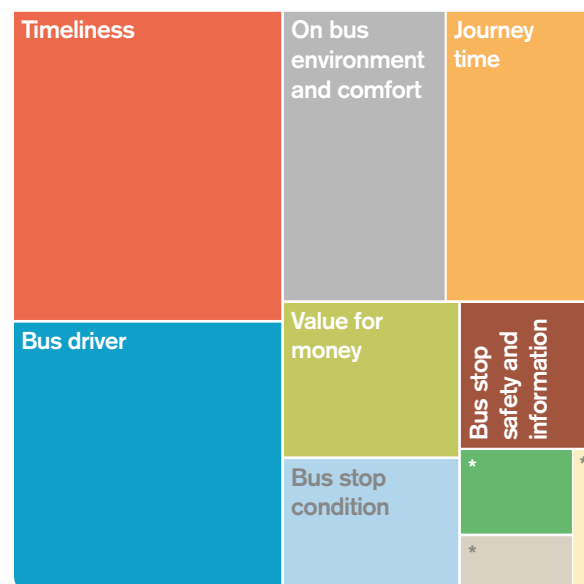 Timeliness
On bus
environment
and comfort
Journey
time
Bus driver
Value for
money
Bus stop
safety and
information
Bus stop
condition
*
*
*